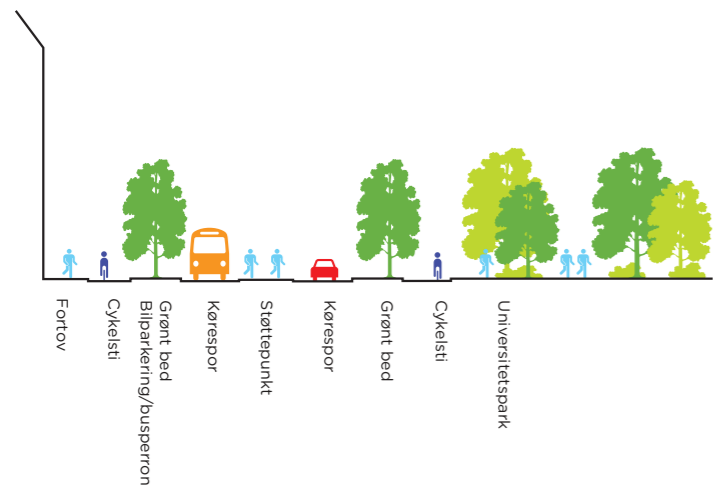 Fortov
Cykelsti
Grønt bed
Bilparkering/busperron
Kørespor
Støttepunkt
Kørespor
Grønt bed
Cykelsti
Universitetspark